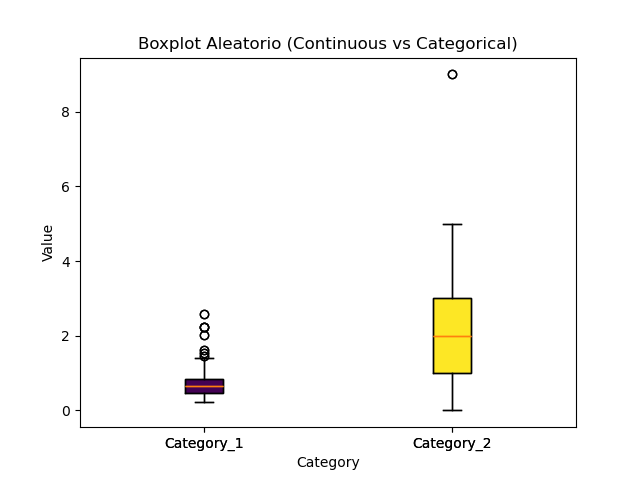 Boxplot Aleatorio (Continuous vs Categorical)
Value
8
6
4
2
0
Category_1
Category_2
Category